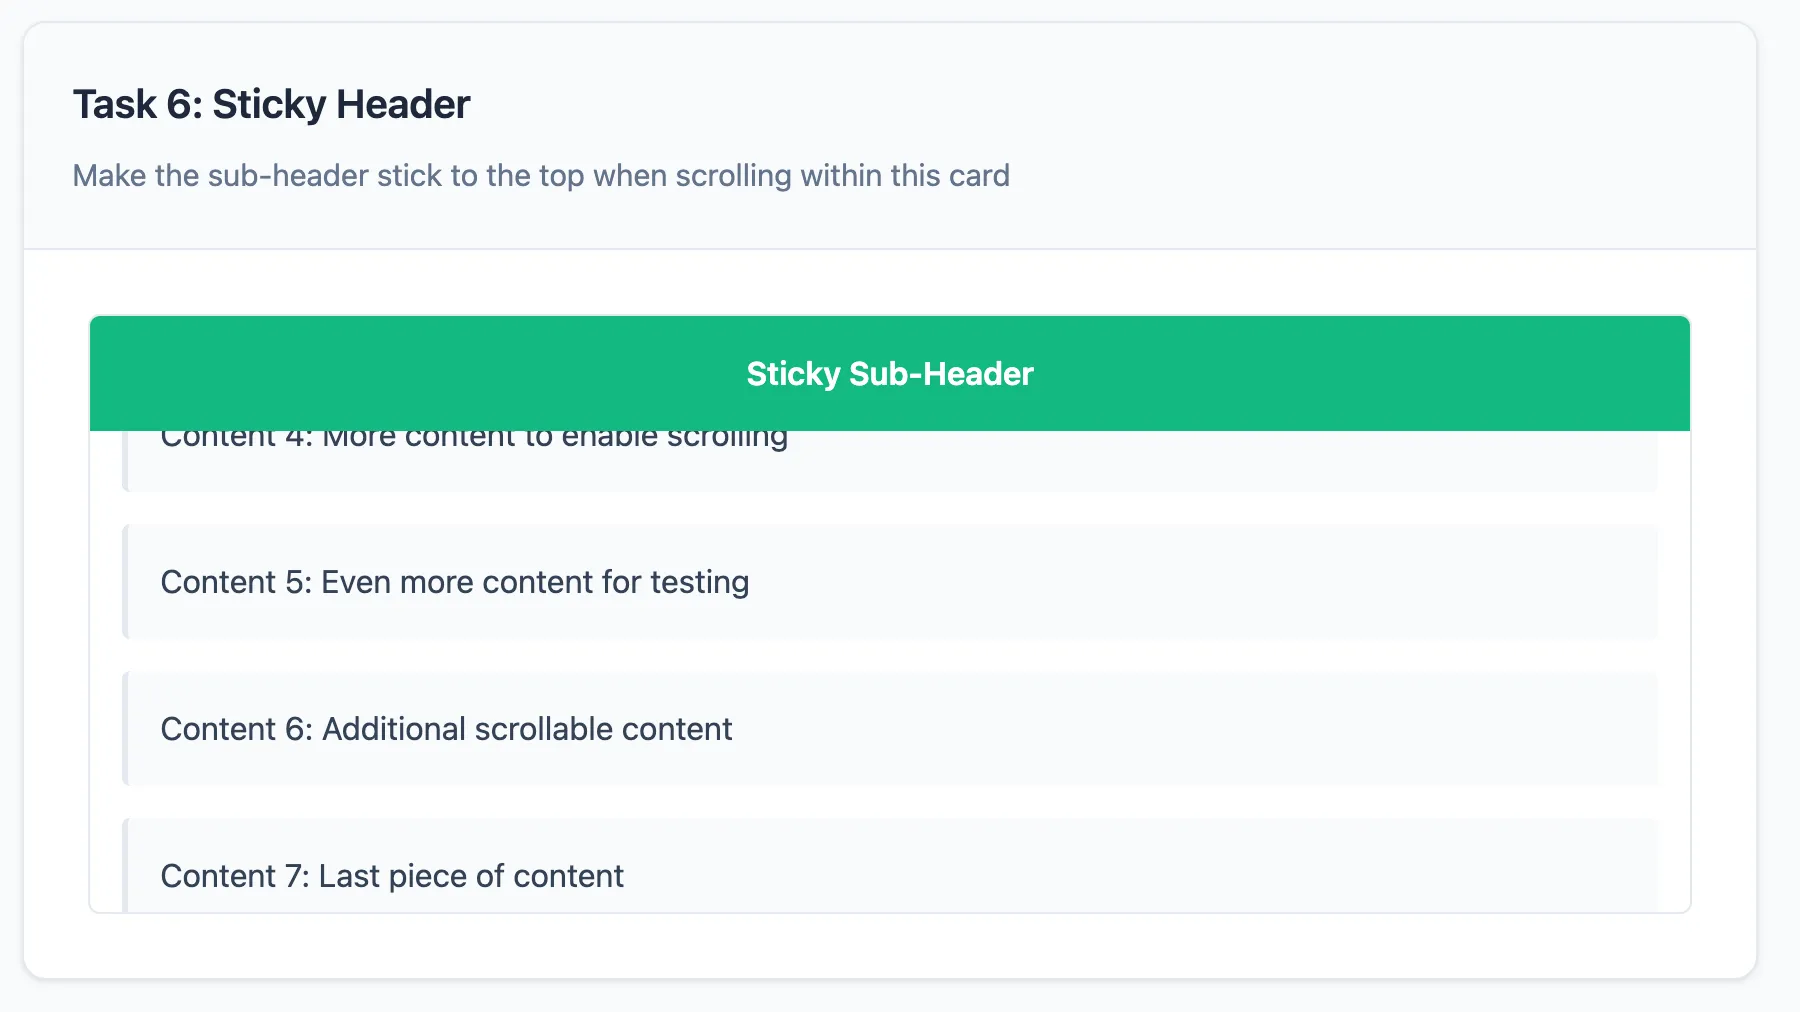 Task 6: Sticky Header
Make the sub-header stick to the top when scrolling within this card
Sticky Sub-Header
Content 4: More content to enable scrolling
Content 5: Even more content for testing
Content 6: Additional scrollable content
Content 7: Last piece of content